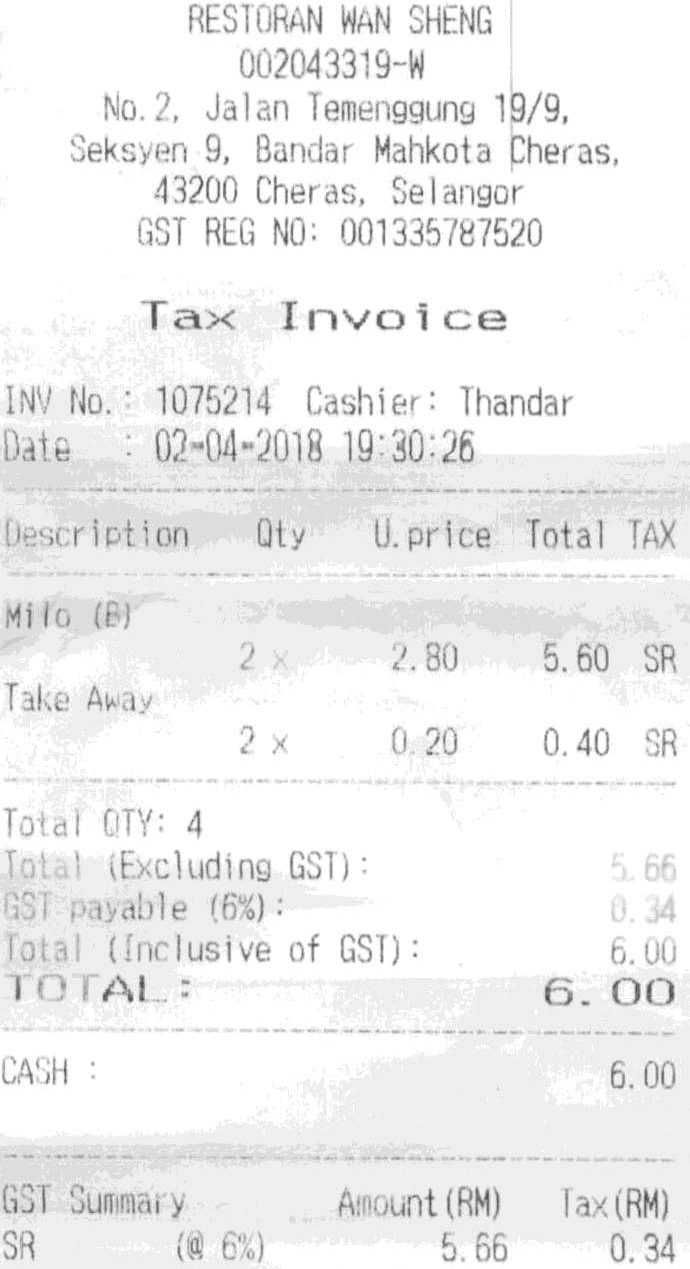 RESTORAN WAN SHENG
002043319-W
No.2, Jalan Temenggung 19/9,
Seksyen 9, Bandar Mahkota Cheras,
43200 Cheras, Selangor
GST REG NO: 001335787520
Tax Invoice
INV No.: 1075214 Cashier: Thandar
Date : 02-04-2018 19:30:26
Description Qty U.price Total TAX
Milo (B)
2 x 2.80 5.60 SR
Take Away
2 x 0.20 0.40 SR
Total QTY: 4
Total (Excluding GST): 5.66
GST payable (6%): 0.34
Total (Inclusive of GST): 6.00
TOTAL: 6.00
CASH : 6.00
GST Summary Amount(RM) Tax(RM)
SR (@ 6%) 5.66 0.34